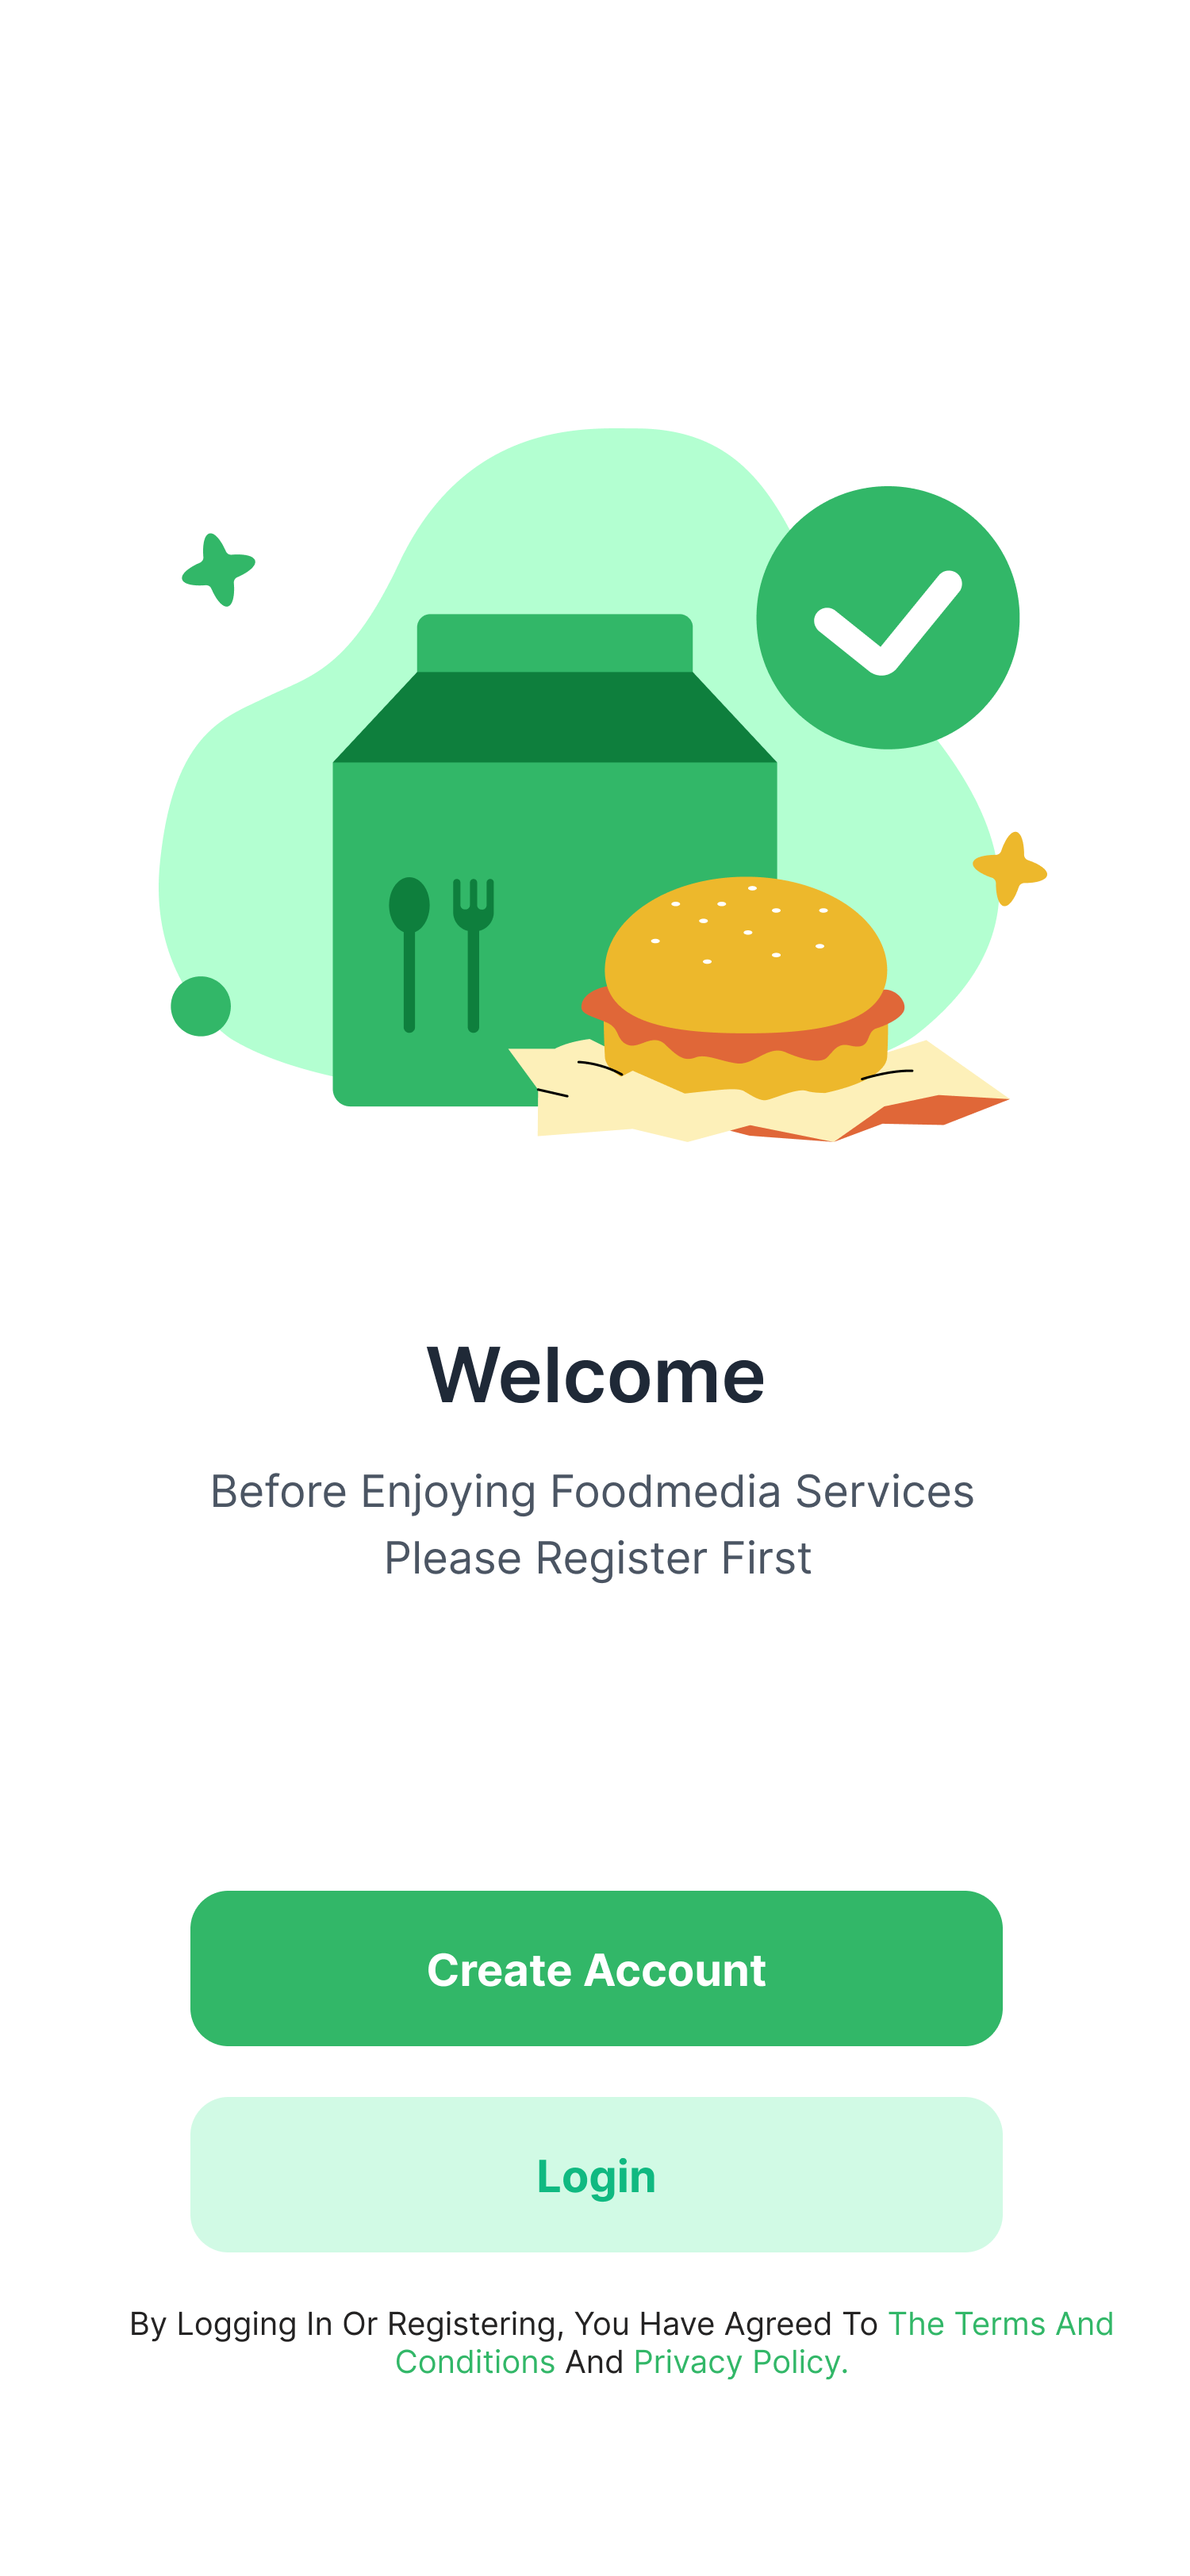 Welcome
Before Enjoying Foodmedia Services
Please Register First
Create Account
Login
By Logging In Or Registering, You Have Agreed To The Terms And
Conditions And Privacy Policy.